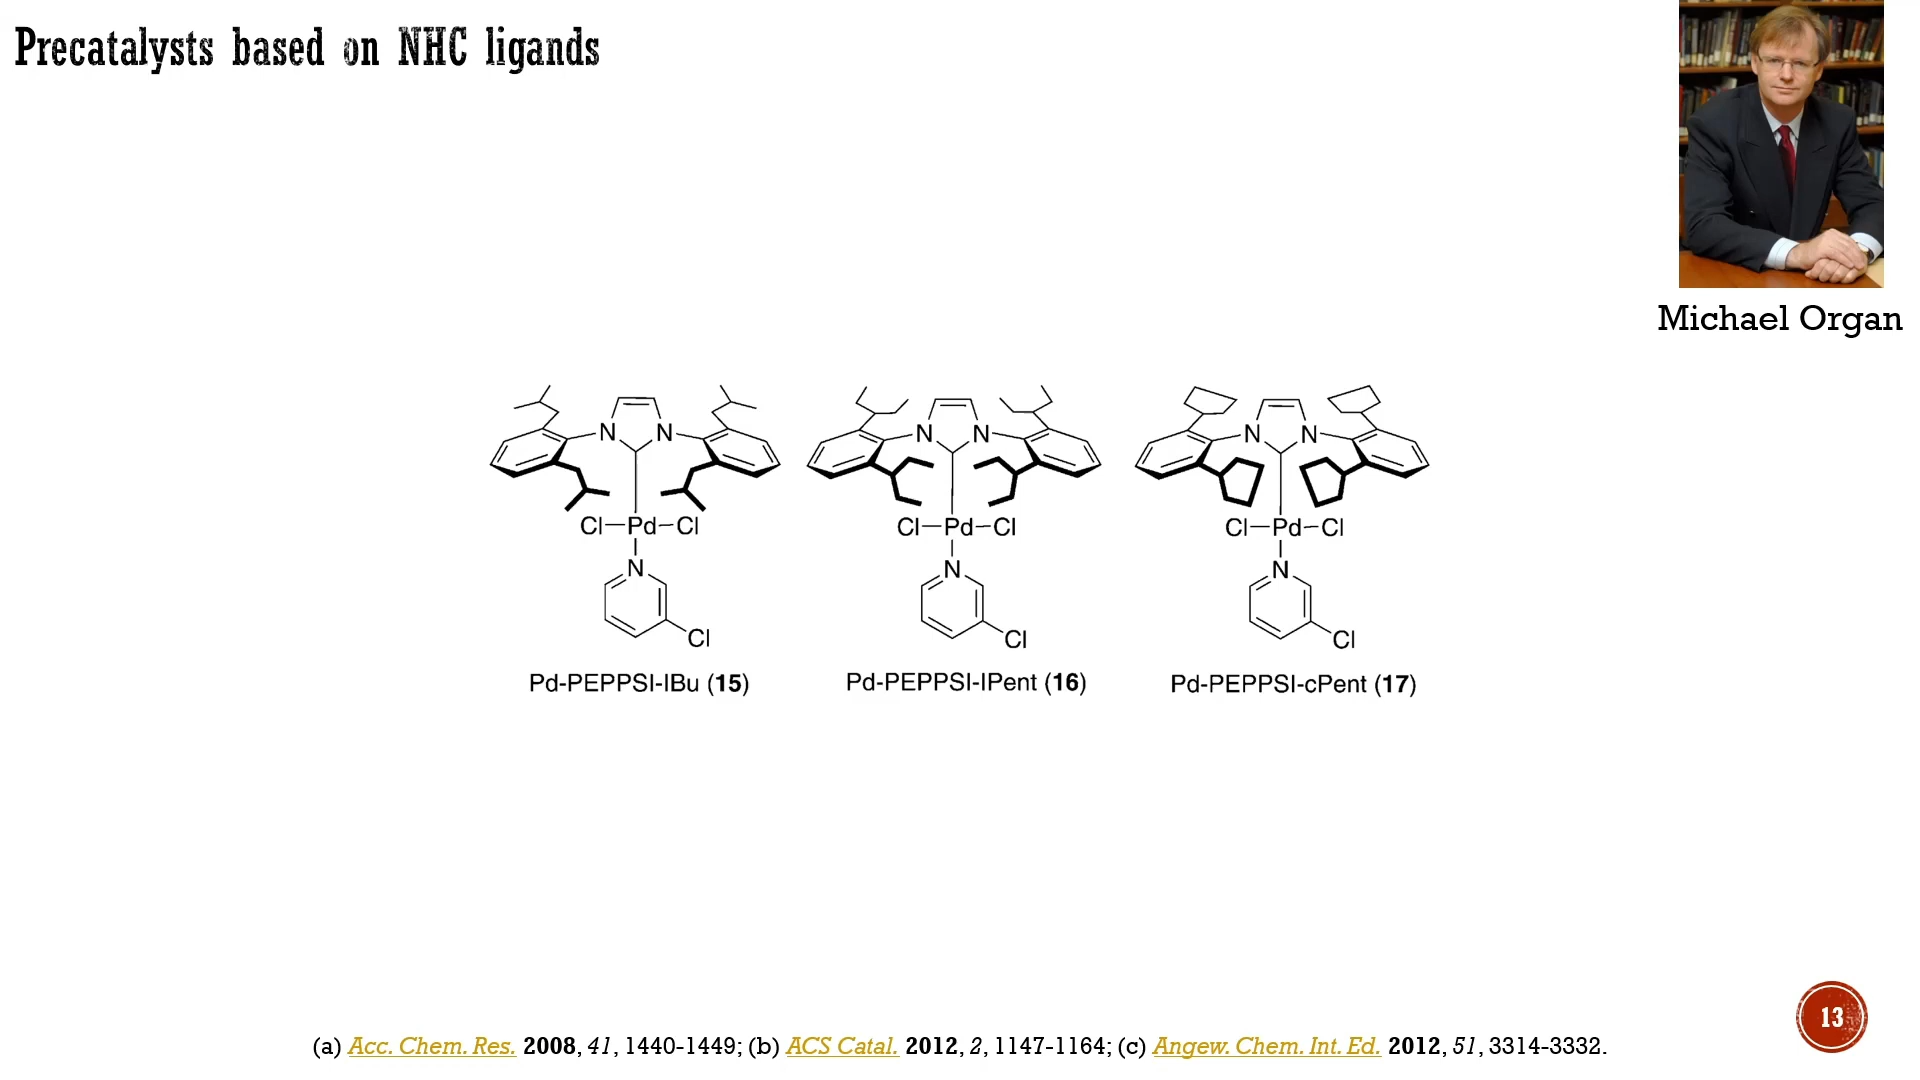 Precatalysts based on NHC ligands
Michael Organ
N N N N N N
Cl Pd Cl Cl Pd Cl Cl Pd Cl
N N N
Cl Cl Cl
Pd-PEPPSI-IBu (15) Pd-PEPPSI-IPent (16) Pd-PEPPSI-cPent (17)
13
(a) Acc. Chem. Res. 2008, 41, 1440-1449; (b) ACS Catal. 2012, 2, 1147-1164; (c) Angew. Chem. Int. Ed. 2012, 51, 3314-3332.